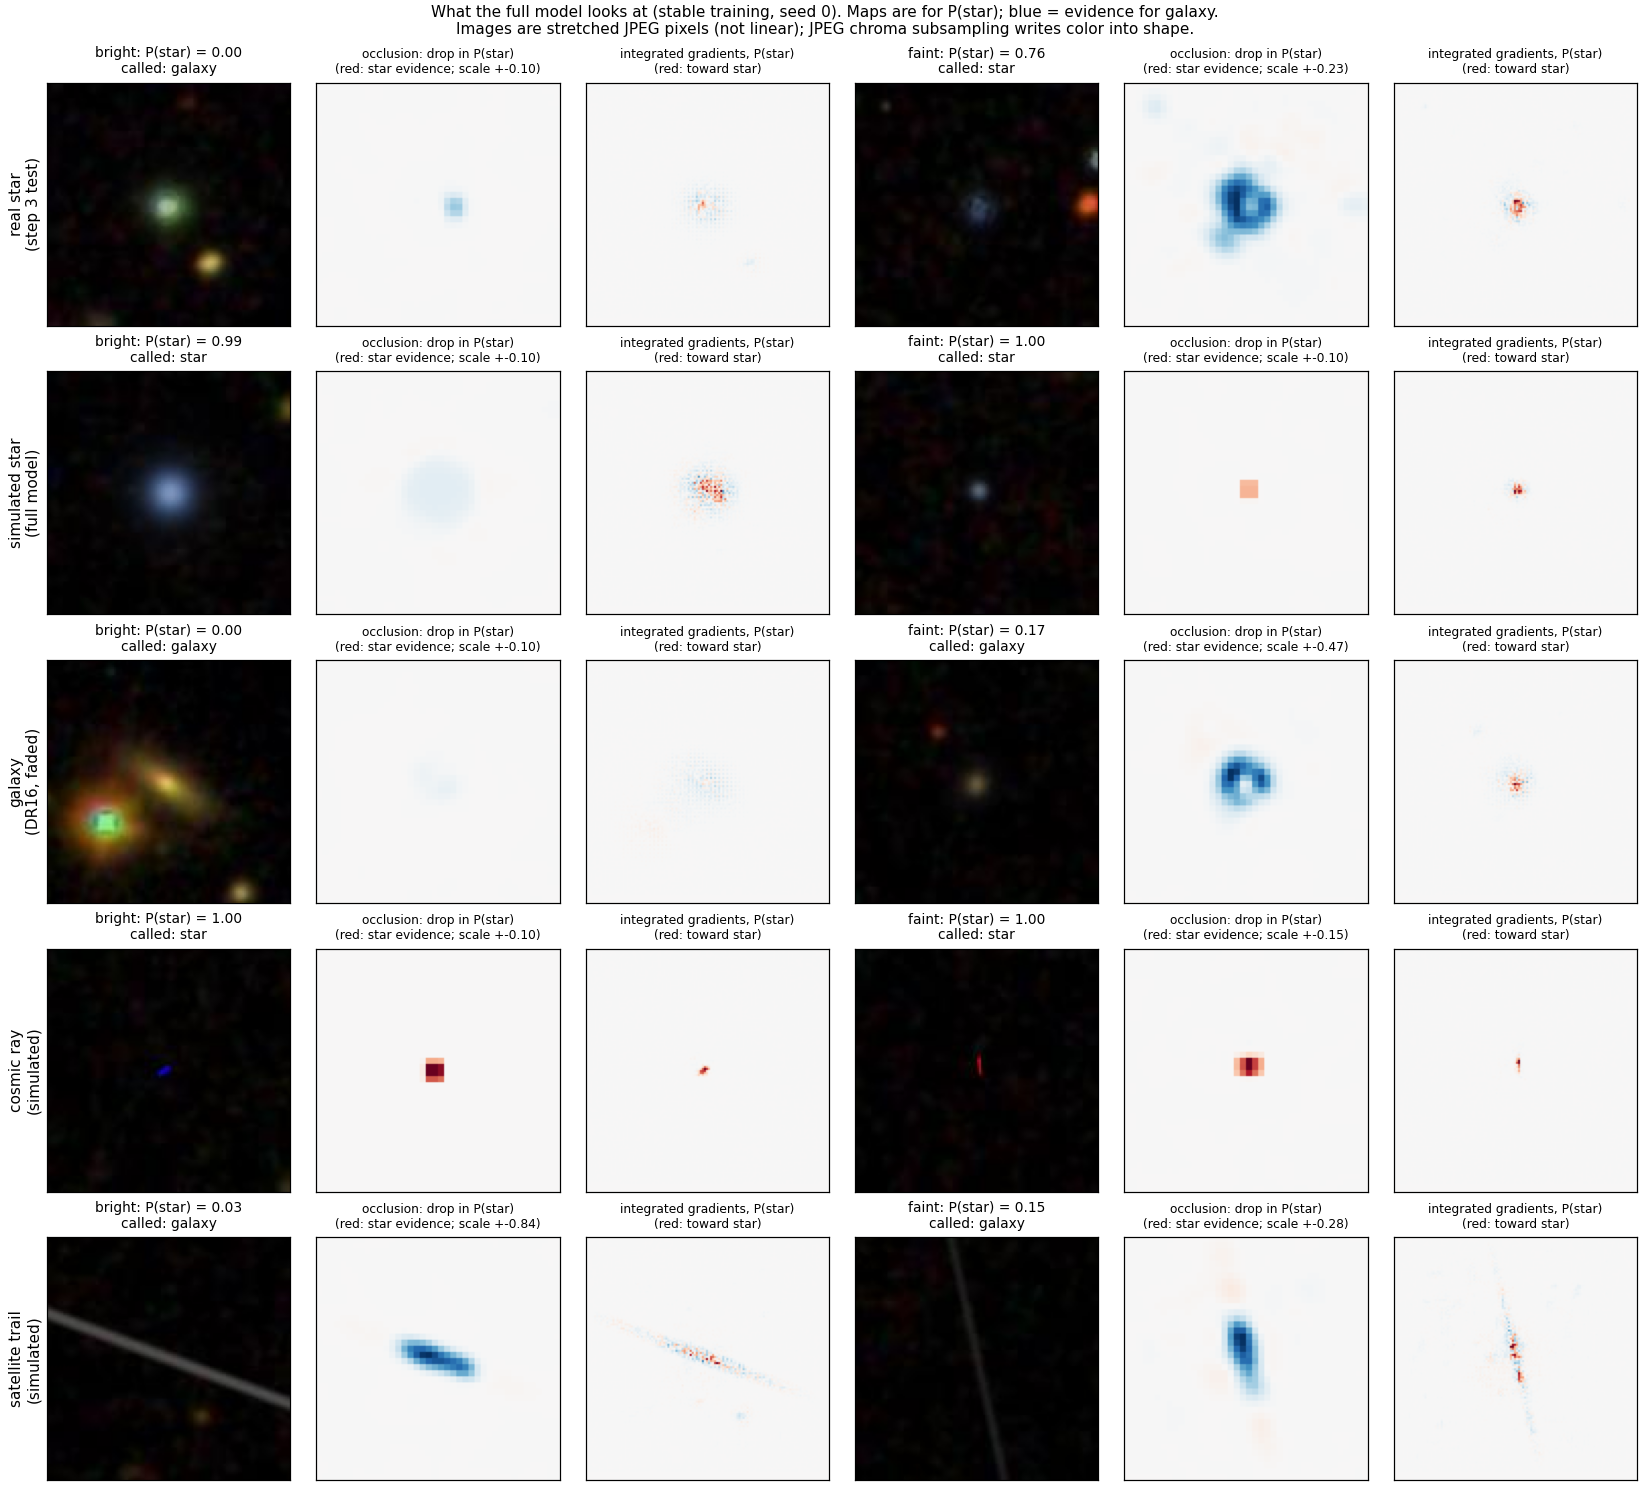 What the full model looks at (stable training, seed 0). Maps are for P(star); blue = evidence for galaxy.
Images are stretched JPEG pixels (not linear); JPEG chroma subsampling writes color into shape.
real star
(step 3 test)
bright: P(star) = 0.00
called: galaxy
occlusion: drop in P(star)
(red: star evidence; scale +-0.10)
integrated gradients, P(star)
(red: toward star)
faint: P(star) = 0.76
called: star
occlusion: drop in P(star)
(red: star evidence; scale +-0.23)
integrated gradients, P(star)
(red: toward star)
simulated star
(full model)
bright: P(star) = 0.99
called: star
occlusion: drop in P(star)
(red: star evidence; scale +-0.10)
integrated gradients, P(star)
(red: toward star)
faint: P(star) = 1.00
called: star
occlusion: drop in P(star)
(red: star evidence; scale +-0.10)
integrated gradients, P(star)
(red: toward star)
galaxy
(DR16, faded)
bright: P(star) = 0.00
called: galaxy
occlusion: drop in P(star)
(red: star evidence; scale +-0.10)
integrated gradients, P(star)
(red: toward star)
faint: P(star) = 0.17
called: galaxy
occlusion: drop in P(star)
(red: star evidence; scale +-0.47)
integrated gradients, P(star)
(red: toward star)
cosmic ray
(simulated)
bright: P(star) = 1.00
called: star
occlusion: drop in P(star)
(red: star evidence; scale +-0.10)
integrated gradients, P(star)
(red: toward star)
faint: P(star) = 1.00
called: star
occlusion: drop in P(star)
(red: star evidence; scale +-0.15)
integrated gradients, P(star)
(red: toward star)
satellite trail
(simulated)
bright: P(star) = 0.03
called: galaxy
occlusion: drop in P(star)
(red: star evidence; scale +-0.84)
integrated gradients, P(star)
(red: toward star)
faint: P(star) = 0.15
called: galaxy
occlusion: drop in P(star)
(red: star evidence; scale +-0.28)
integrated gradients, P(star)
(red: toward star)